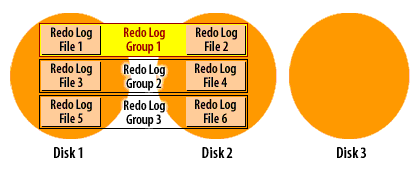 Redo Log File 1 Redo Log Group 1 Redo Log File 2
Redo Log File 3 Redo Log Group 2 Redo Log File 4
Redo Log File 5 Redo Log Group 3 Redo Log File 6
Disk 1 Disk 2 Disk 3